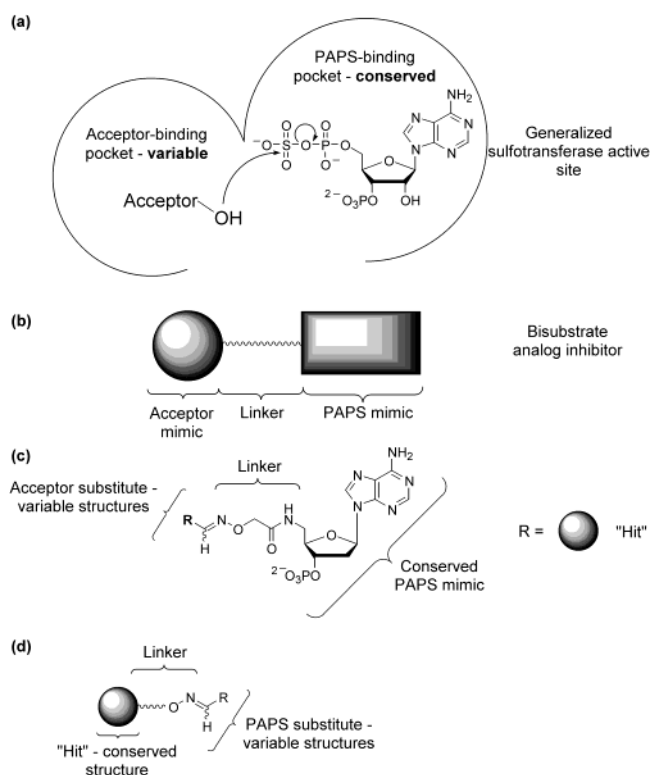 (a)
PAPS-binding
pocket - conserved
Acceptor-binding
pocket - variable
NH₂
N
N
N
N
O
O
⁻O-S-O-P-O
O
O⁻
O
2⁻O₃PO
OH
Acceptor
OH
Generalized
sulfotransferase active
site
(b)
Bisubstrate
analog inhibitor
Acceptor
mimic
Linker
PAPS mimic
(c)
NH₂
N
N
N
N
Linker
Acceptor substitute -
variable structures
R
N
O
H
O
H
N
O
2⁻O₃PO
Conserved
PAPS mimic
R =
"Hit"
(d)
Linker
O
N
R
H
"Hit" - conserved
structure
PAPS substitute -
variable structures